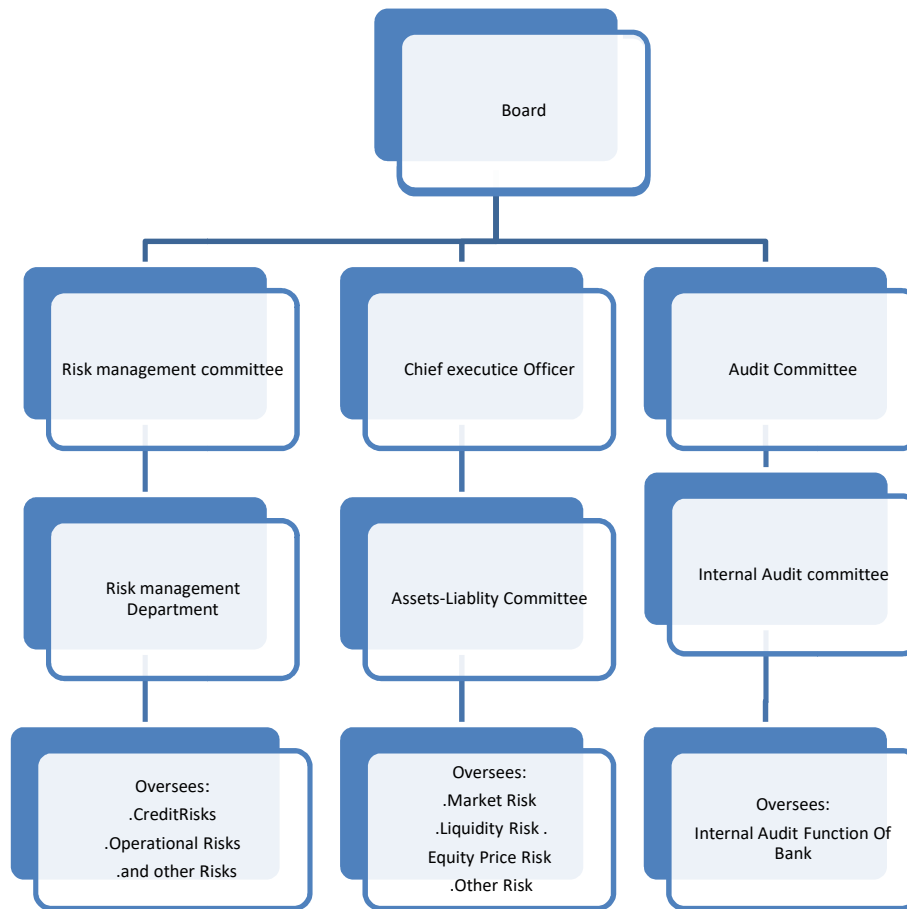 Board
Risk management committee
Chief executice Officer
Audit Committee
Risk management
Department
Assets-Liablity Committee
Internal Audit committee
Oversees:
.CreditRisks
.Operational Risks
.and other Risks
Oversees:
.Market Risk
.Liquidity Risk .
Equity Price Risk
.Other Risk
Oversees:
Internal Audit Function Of
Bank